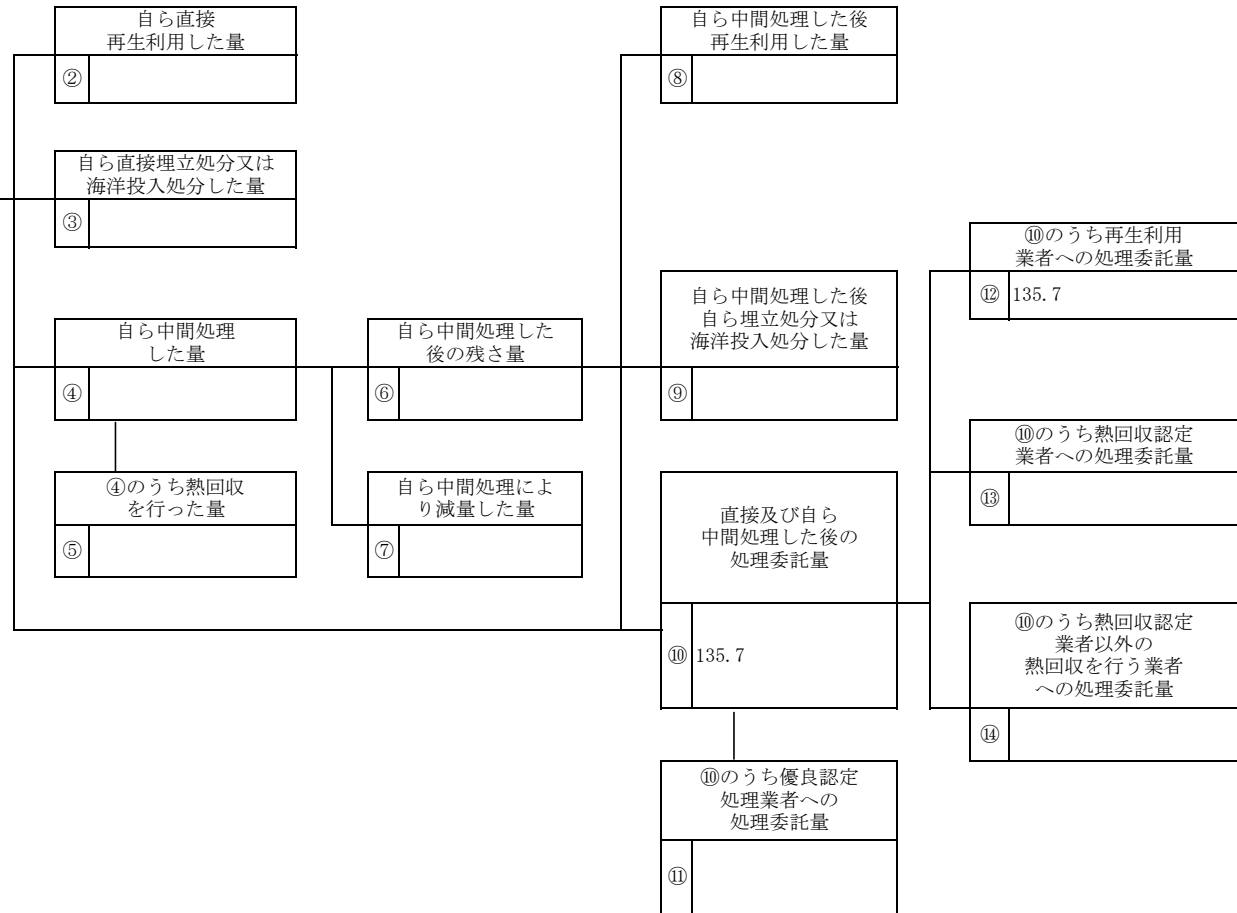 自ら直接
再生利用した量
②
自ら直接埋立処分又は
海洋投入処分した量
③
自ら中間処理
した量
④
④のうち熱回収
を行った量
⑤
自ら中間処理した
後の残さ量
⑥
自ら中間処理によ
り減量した量
⑦
自ら中間処理した後
再生利用した量
⑧
自ら中間処理した後
自ら埋立処分又は
海洋投入処分した量
⑨
直接及び自ら
中間処理した後の
処理委託量
⑩ 135.7
⑩のうち優良認定
処理業者への
処理委託量
⑪
⑩のうち再生利用
業者への処理委託量
⑫ 135.7
⑩のうち熱回収認定
業者への処理委託量
⑬
⑩のうち熱回収認定
業者以外の
熱回収を行う業者
への処理委託量
⑭